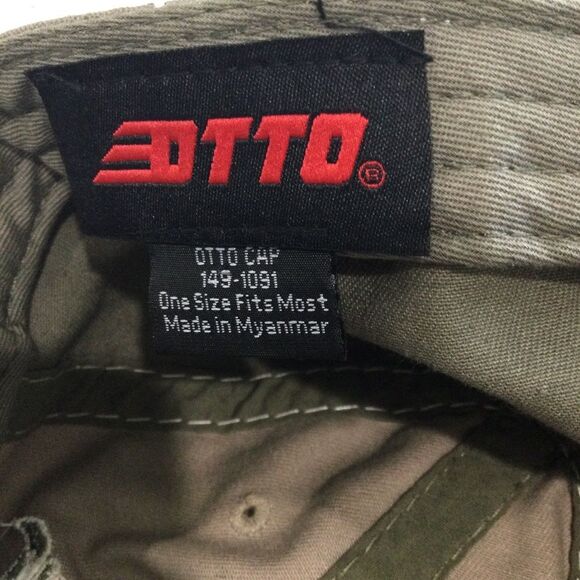 OTTO®
OTTO CAP
149-1091
One Size Fits Most
Made in Myanmar